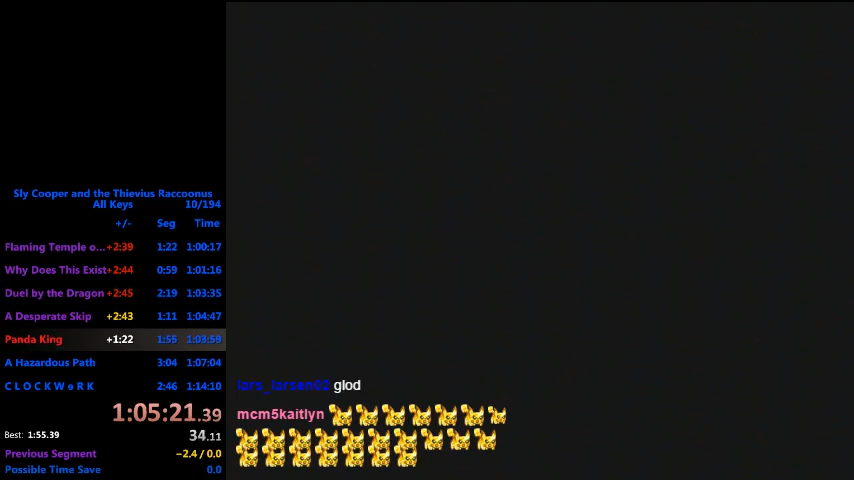 Sly Cooper and the Thievius Raccoonus
All Keys 10/194
+/- Seg Time
Flaming Temple o... +2:39 1:22 1:00:17
Why Does This Exist +2:44 0:59 1:01:16
Duel by the Dragon +2:45 2:19 1:03:35
A Desperate Skip +2:43 1:11 1:04:47
Panda King +1:22 1:55 1:03:59
A Hazardous Path 3:04 1:07:04
C L O C K W e R K 2:46 1:14:10
1:05:21.39
Best: 1:55.39 34.11
Previous Segment -2.4 / 0.0
Possible Time Save 0.0
lars_larsen02 glod
mcm5kaitlyn